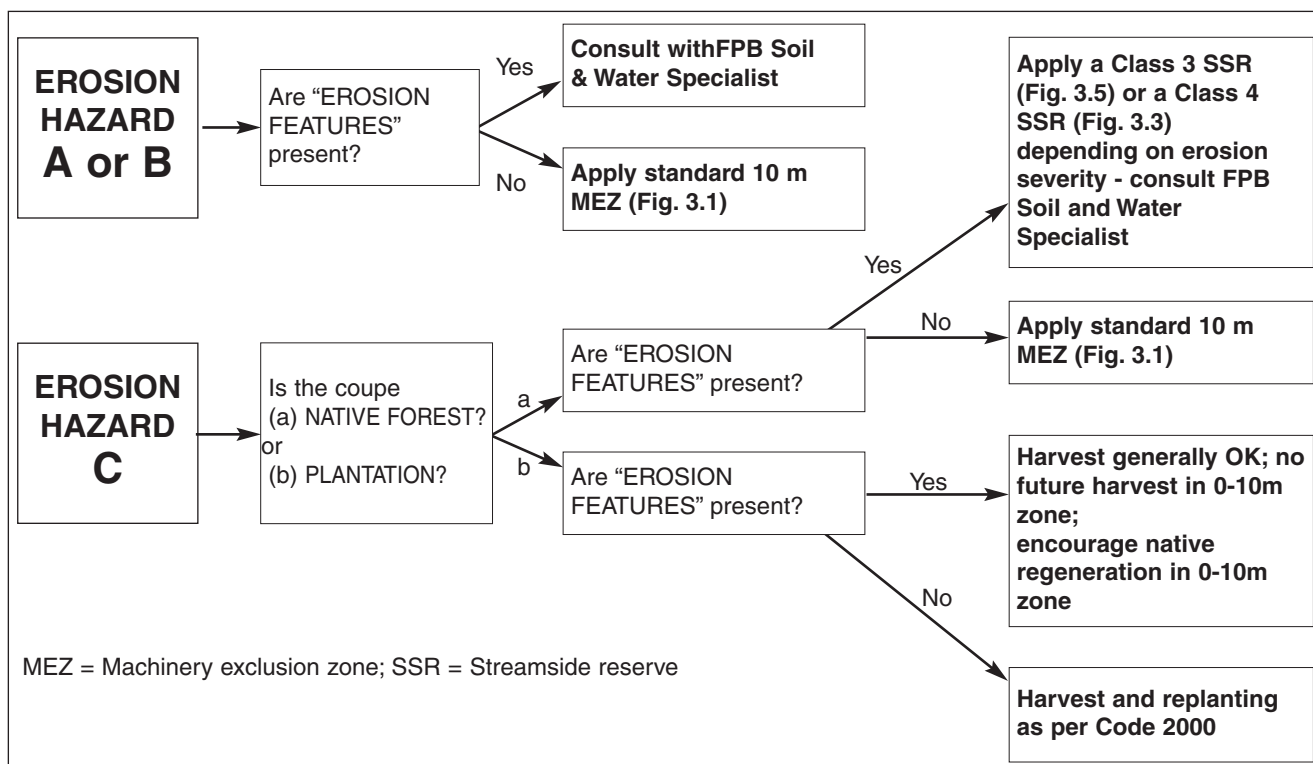 EROSION
HAZARD
A or B
Are “EROSION
FEATURES”
present?
Yes
No
Consult withFPB Soil
& Water Specialist
Apply standard 10 m
MEZ (Fig. 3.1)
EROSION
HAZARD
C
Is the coupe
(a) NATIVE FOREST?
or
(b) PLANTATION?
a
b
Are “EROSION
FEATURES” present?
Yes
No
Apply a Class 3 SSR
(Fig. 3.5) or a Class 4
SSR (Fig. 3.3)
depending on erosion
severity - consult FPB
Soil and Water
Specialist
Apply standard 10 m
MEZ (Fig. 3.1)
Are “EROSION
FEATURES” present?
Yes
No
Harvest generally OK; no
future harvest in 0-10m
zone;
encourage native
regeneration in 0-10m
zone
Harvest and replanting
as per Code 2000
MEZ = Machinery exclusion zone; SSR = Streamside reserve